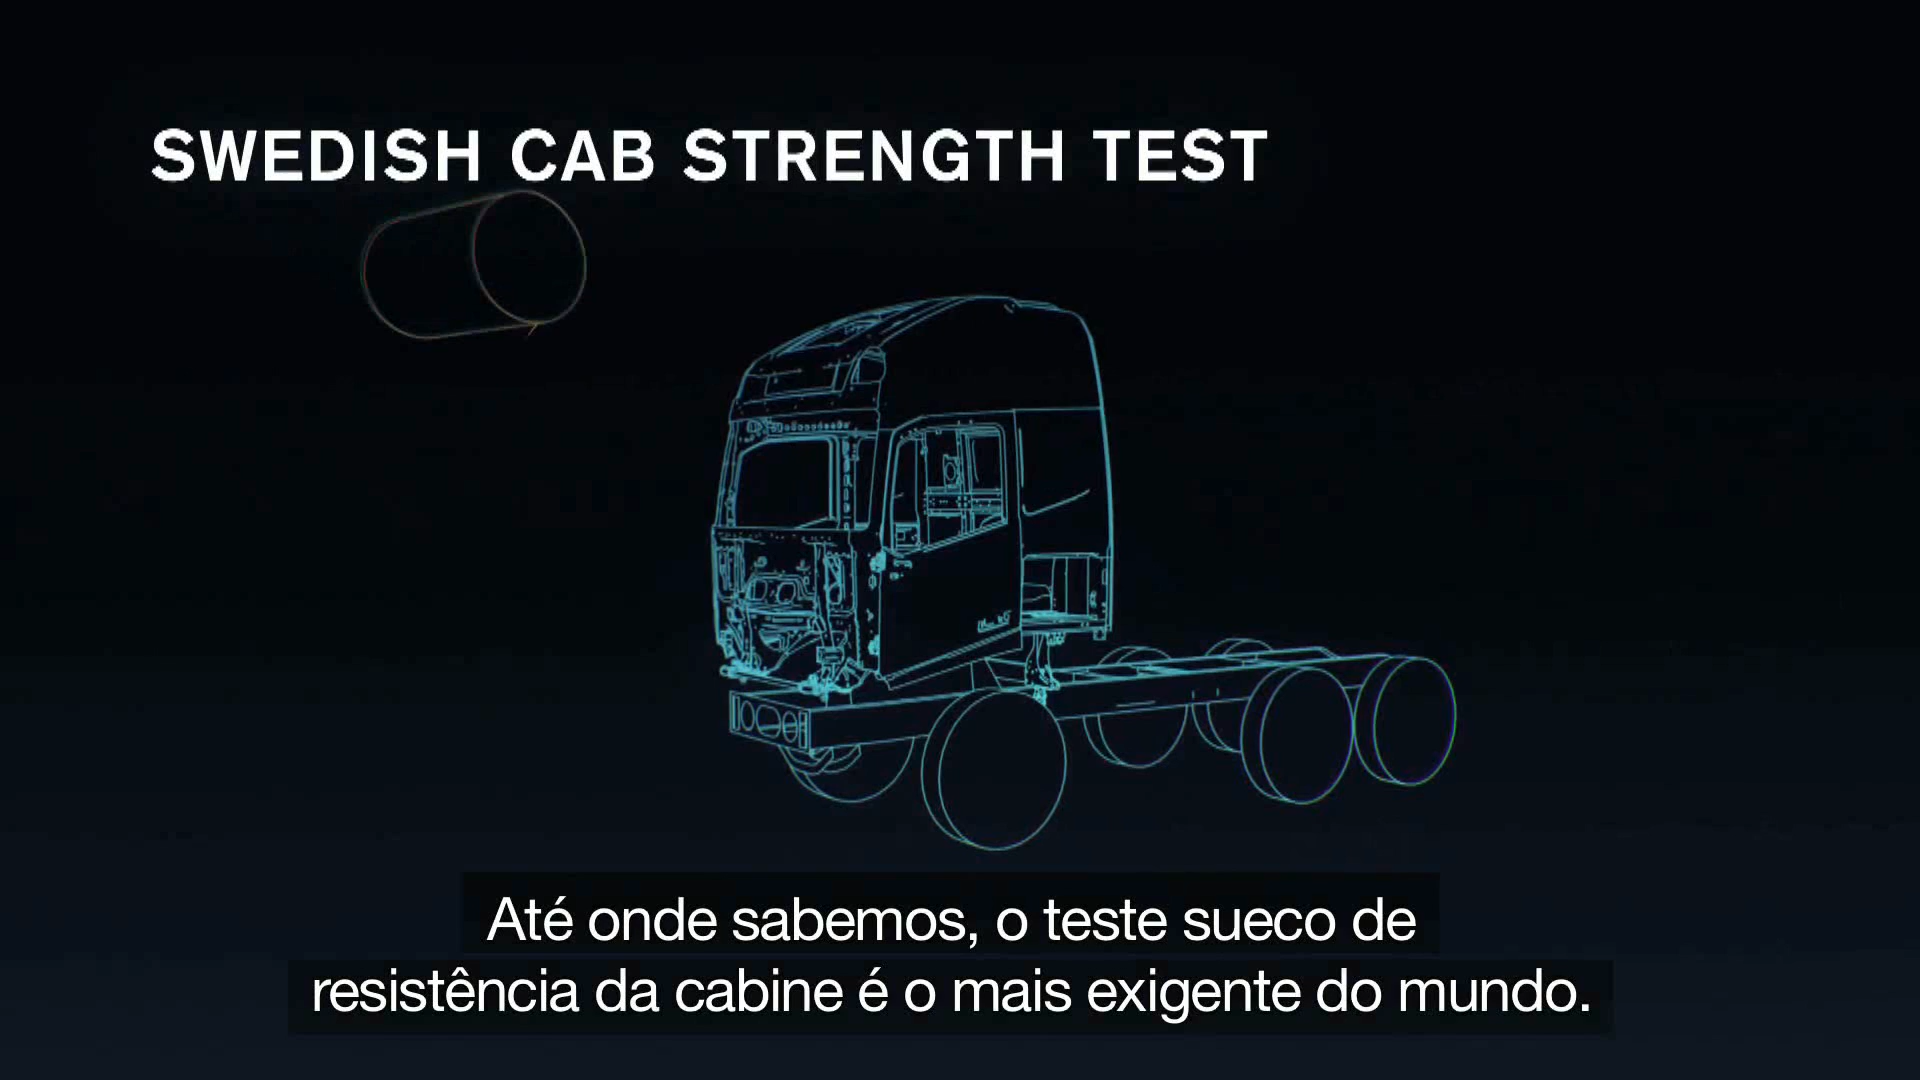 SWEDISH CAB STRENGTH TEST
Até onde sabemos, o teste sueco de
resistência da cabine é o mais exigente do mundo.